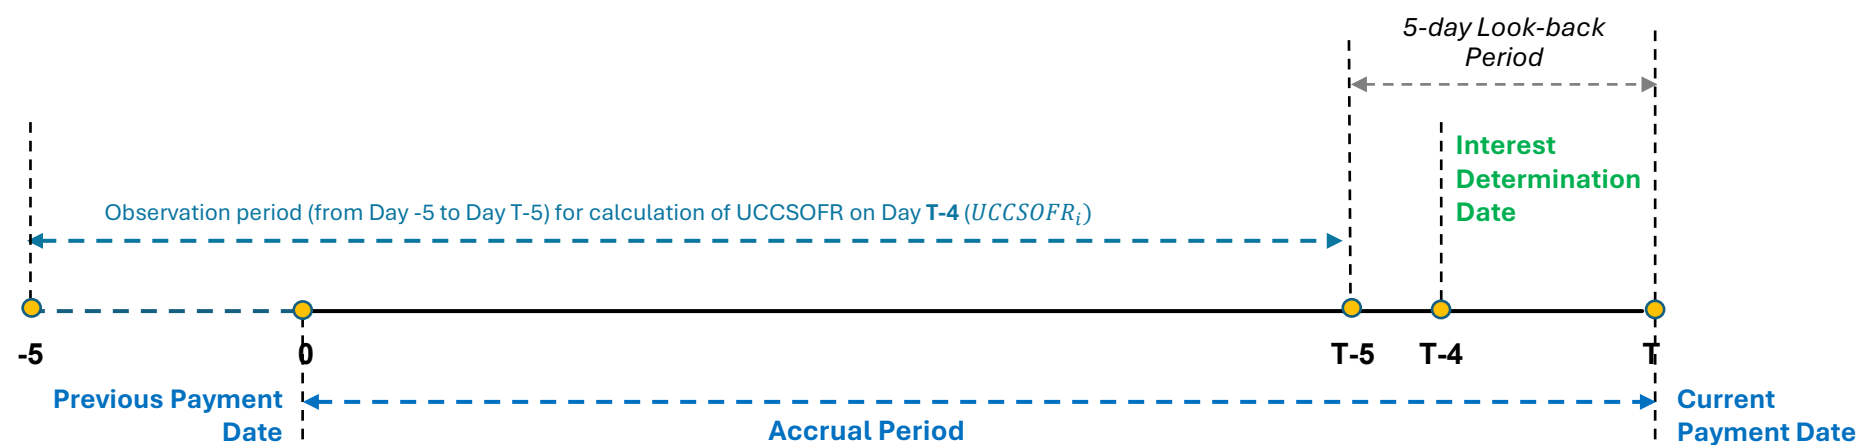 5-day Look-back
Period
Interest
Determination
Date
Observation period (from Day -5 to Day T-5) for calculation of UCCSOFR on Day T-4 (𝑈𝐶𝐶𝑆𝑂𝐹𝑅ᵢ)
-5
0
T-5
T-4
T
Previous Payment
Date
Accrual Period
Current
Payment Date